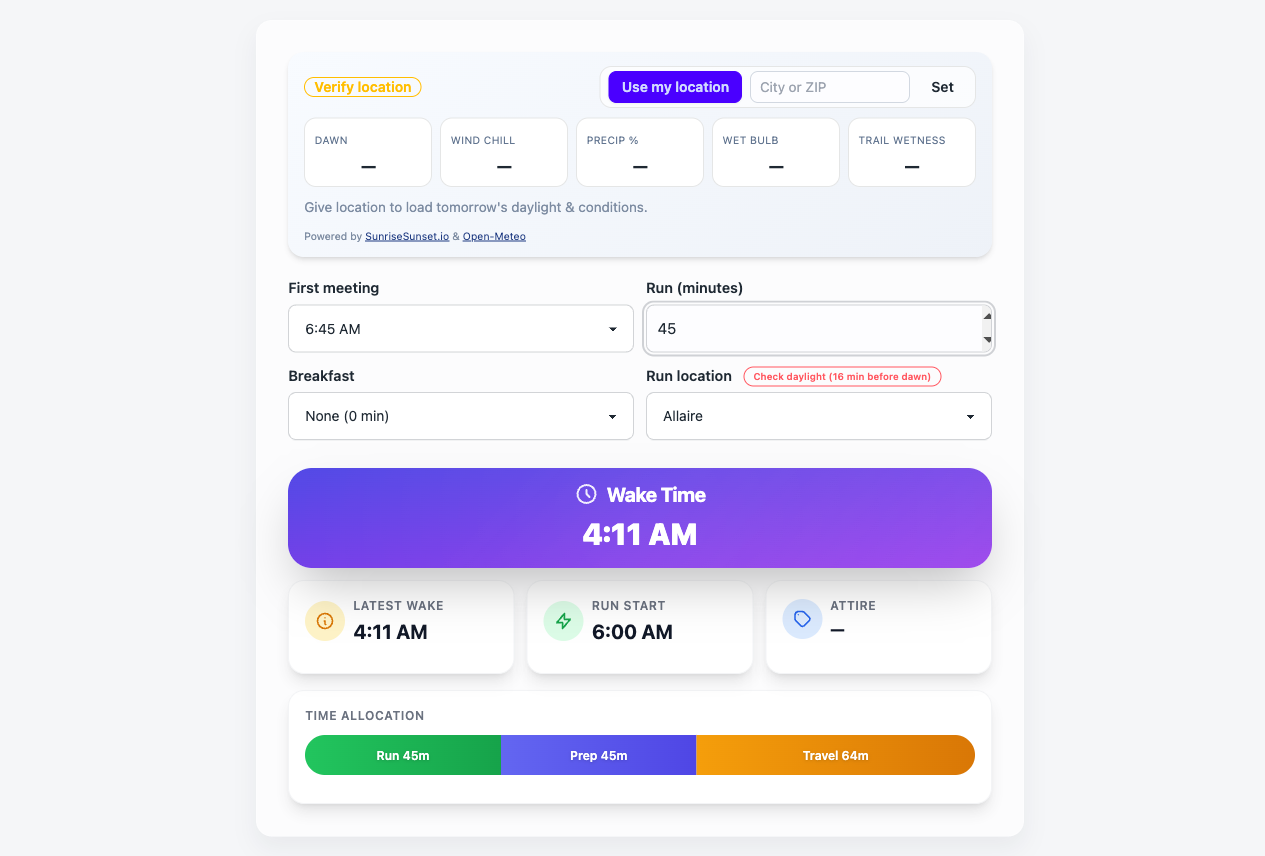 Verify location
Use my location
City or ZIP
Set
DAWN
WIND CHILL
PRECIP %
WET BULB
TRAIL WETNESS
—
—
—
—
—
Give location to load tomorrow's daylight & conditions.
Powered by SunriseSunset.io & Open-Meteo
First meeting
Run (minutes)
6:45 AM
45
Breakfast
Run location
Check daylight (16 min before dawn)
None (0 min)
Allaire
Wake Time
4:11 AM
LATEST WAKE
4:11 AM
RUN START
6:00 AM
ATTIRE
—
TIME ALLOCATION
Run 45m
Prep 45m
Travel 64m